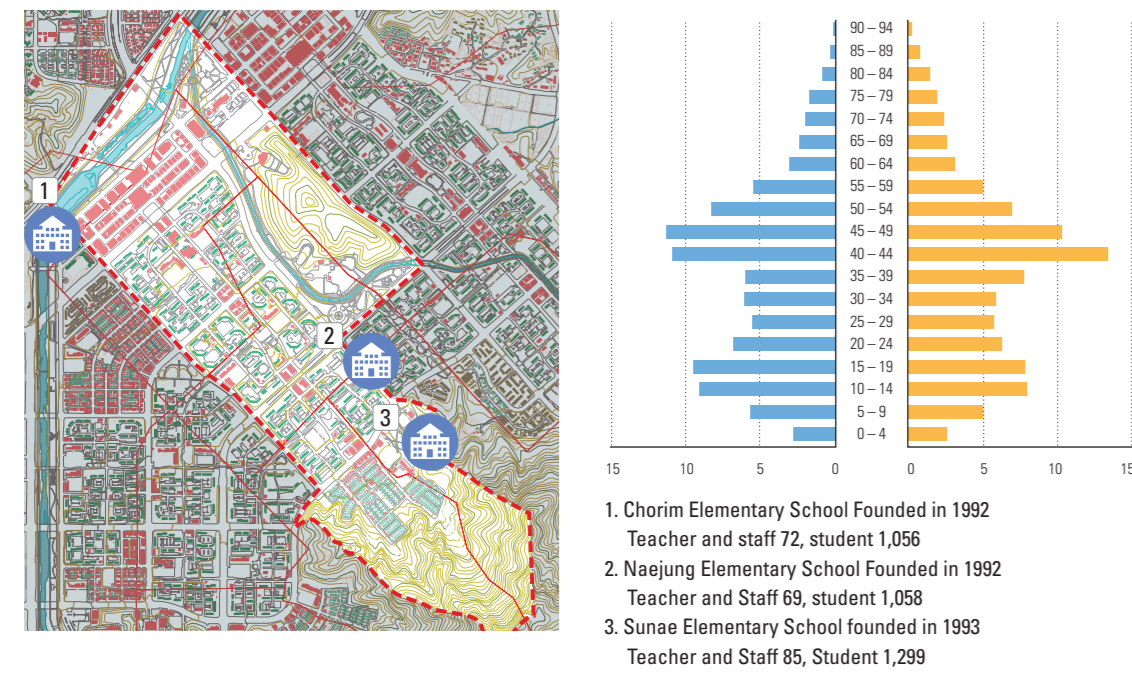 1
2
3
90 – 94
85 – 89
80 – 84
75 – 79
70 – 74
65 – 69
60 – 64
55 – 59
50 – 54
45 – 49
40 – 44
35 – 39
30 – 34
25 – 29
20 – 24
15 – 19
10 – 14
5 – 9
0 – 4
15 10 5 0 0 5 10 15
1. Chorim Elementary School Founded in 1992
Teacher and staff 72, student 1,056
2. Naejung Elementary School Founded in 1992
Teacher and Staff 69, student 1,058
3. Sunae Elementary School founded in 1993
Teacher and Staff 85, Student 1,299